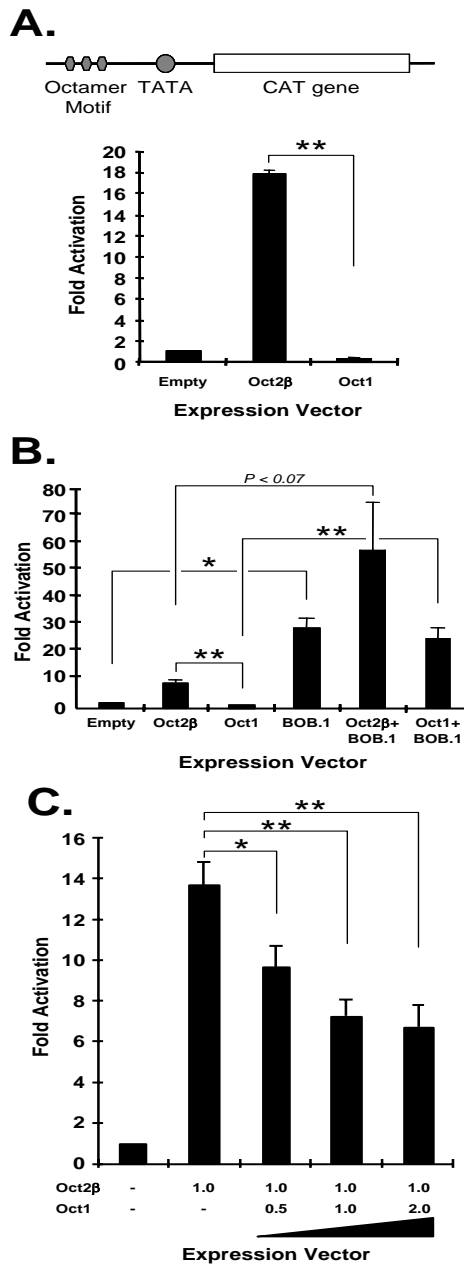 A.
Octamer Motif TATA CAT gene
Fold Activation
20
18
16
14
12
10
8
6
4
2
0
**
Empty Oct2β Oct1
Expression Vector
B.
Fold Activation
80
70
60
50
40
30
20
10
0
P < 0.07
* **
**
Empty Oct2β Oct1 BOB.1 Oct2β+ BOB.1 Oct1+ BOB.1
Expression Vector
C.
Fold Activation
16
14
12
10
8
6
4
2
0
**
**
*
Oct2β - 1.0 1.0 1.0 1.0
Oct1 - - 0.5 1.0 2.0
Expression Vector